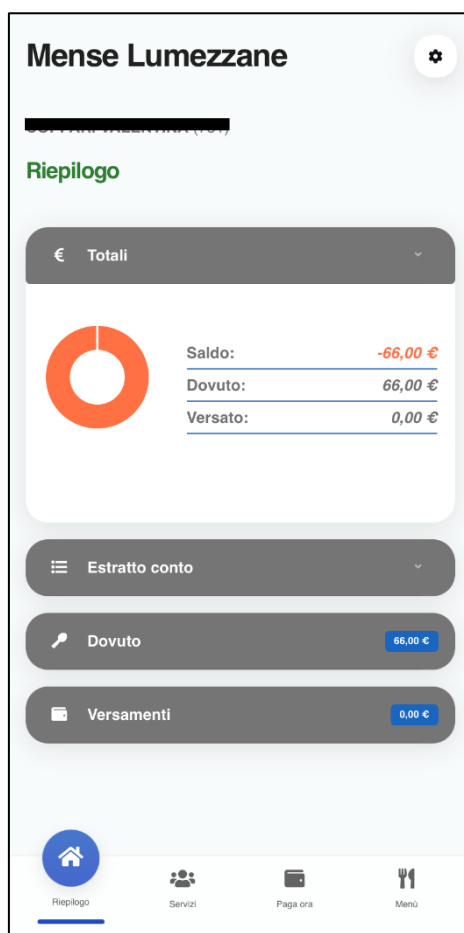 Mense Lumezzane
Riepilogo
€ Totali
Saldo: -66,00 €
Dovuto: 66,00 €
Versato: 0,00 €
Estratto conto
Dovuto 66,00 €
Versamenti 0,00 €
Riepilogo Servizi Paga ora Menù